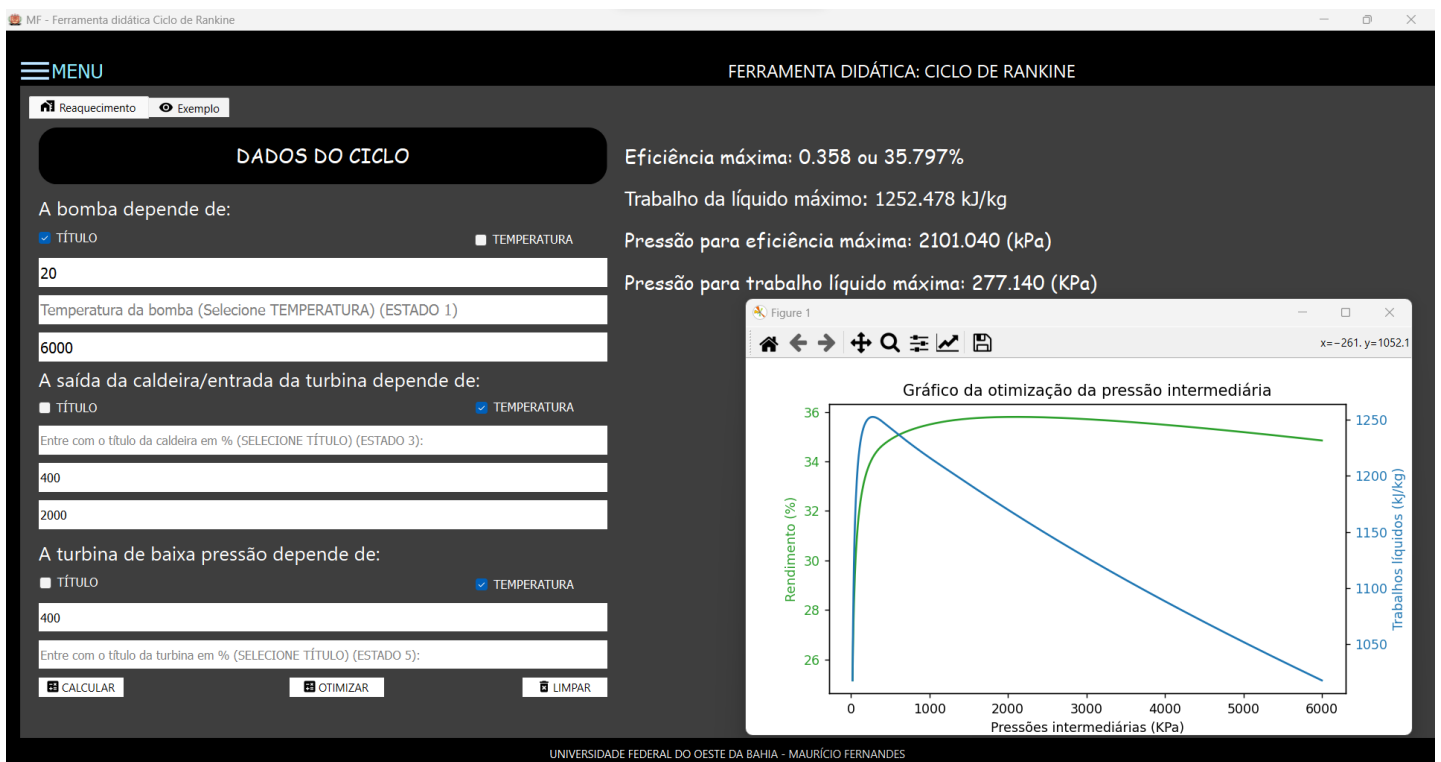 MF - Ferramenta didática Ciclo de Rankine
MENU
FERRAMENTA DIDÁTICA: CICLO DE RANKINE
Reaquecimento
Exemplo
DADOS DO CICLO
A bomba depende de:
TÍTULO
TEMPERATURA
20
Temperatura da bomba (Selecione TEMPERATURA) (ESTADO 1)
6000
A saída da caldeira/entrada da turbina depende de:
TÍTULO
TEMPERATURA
Entre com o título da caldeira em % (SELECIONE TÍTULO) (ESTADO 3):
400
2000
A turbina de baixa pressão depende de:
TÍTULO
TEMPERATURA
400
Entre com o título da turbina em % (SELECIONE TÍTULO) (ESTADO 5):
CALCULAR
OTIMIZAR
LIMPAR
Eficiência máxima: 0.358 ou 35.797%
Trabalho da líquido máximo: 1252.478 kJ/kg
Pressão para eficiência máxima: 2101.040 (kPa)
Pressão para trabalho líquido máxima: 277.140 (KPa)
Figure 1
x=-261. y=1052.1
Gráfico da otimização da pressão intermediária
36
34
32
30
28
26
Rendimento (%)
1250
1200
1150
1100
1050
Trabalhos líquidos (kJ/kg)
0 1000 2000 3000 4000 5000 6000
Pressões intermediárias (KPa)
UNIVERSIDADE FEDERAL DO OESTE DA BAHIA - MAURÍCIO FERNANDES